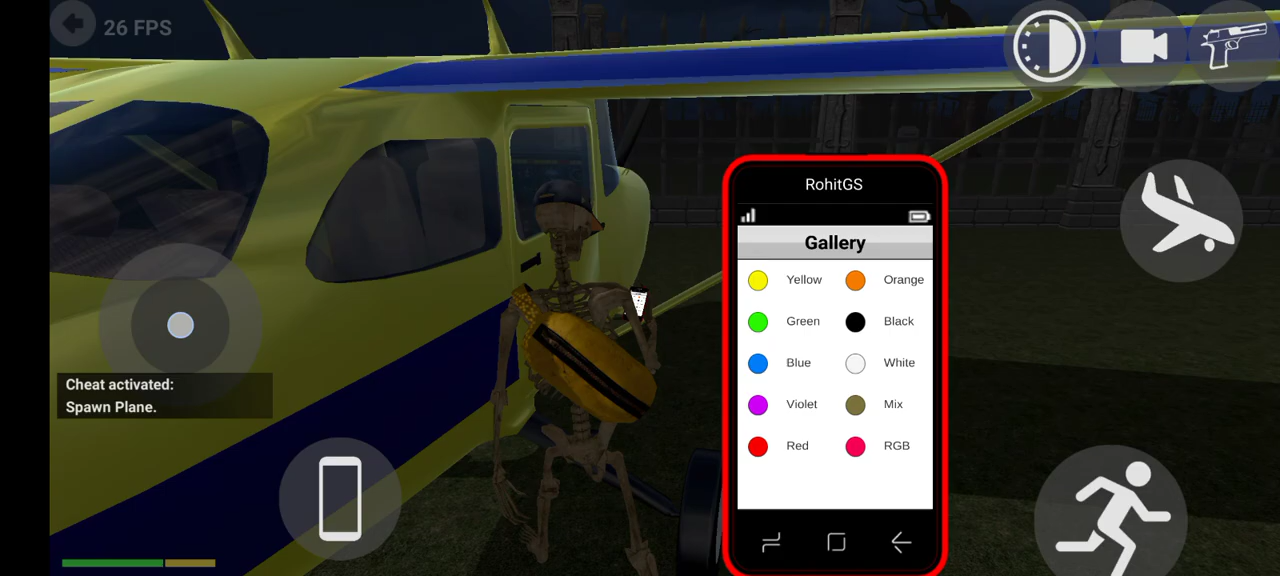 26 FPS
RohitGS
Gallery
Yellow Orange
Green Black
Blue White
Violet Mix
Red RGB
Cheat activated:
Spawn Plane.